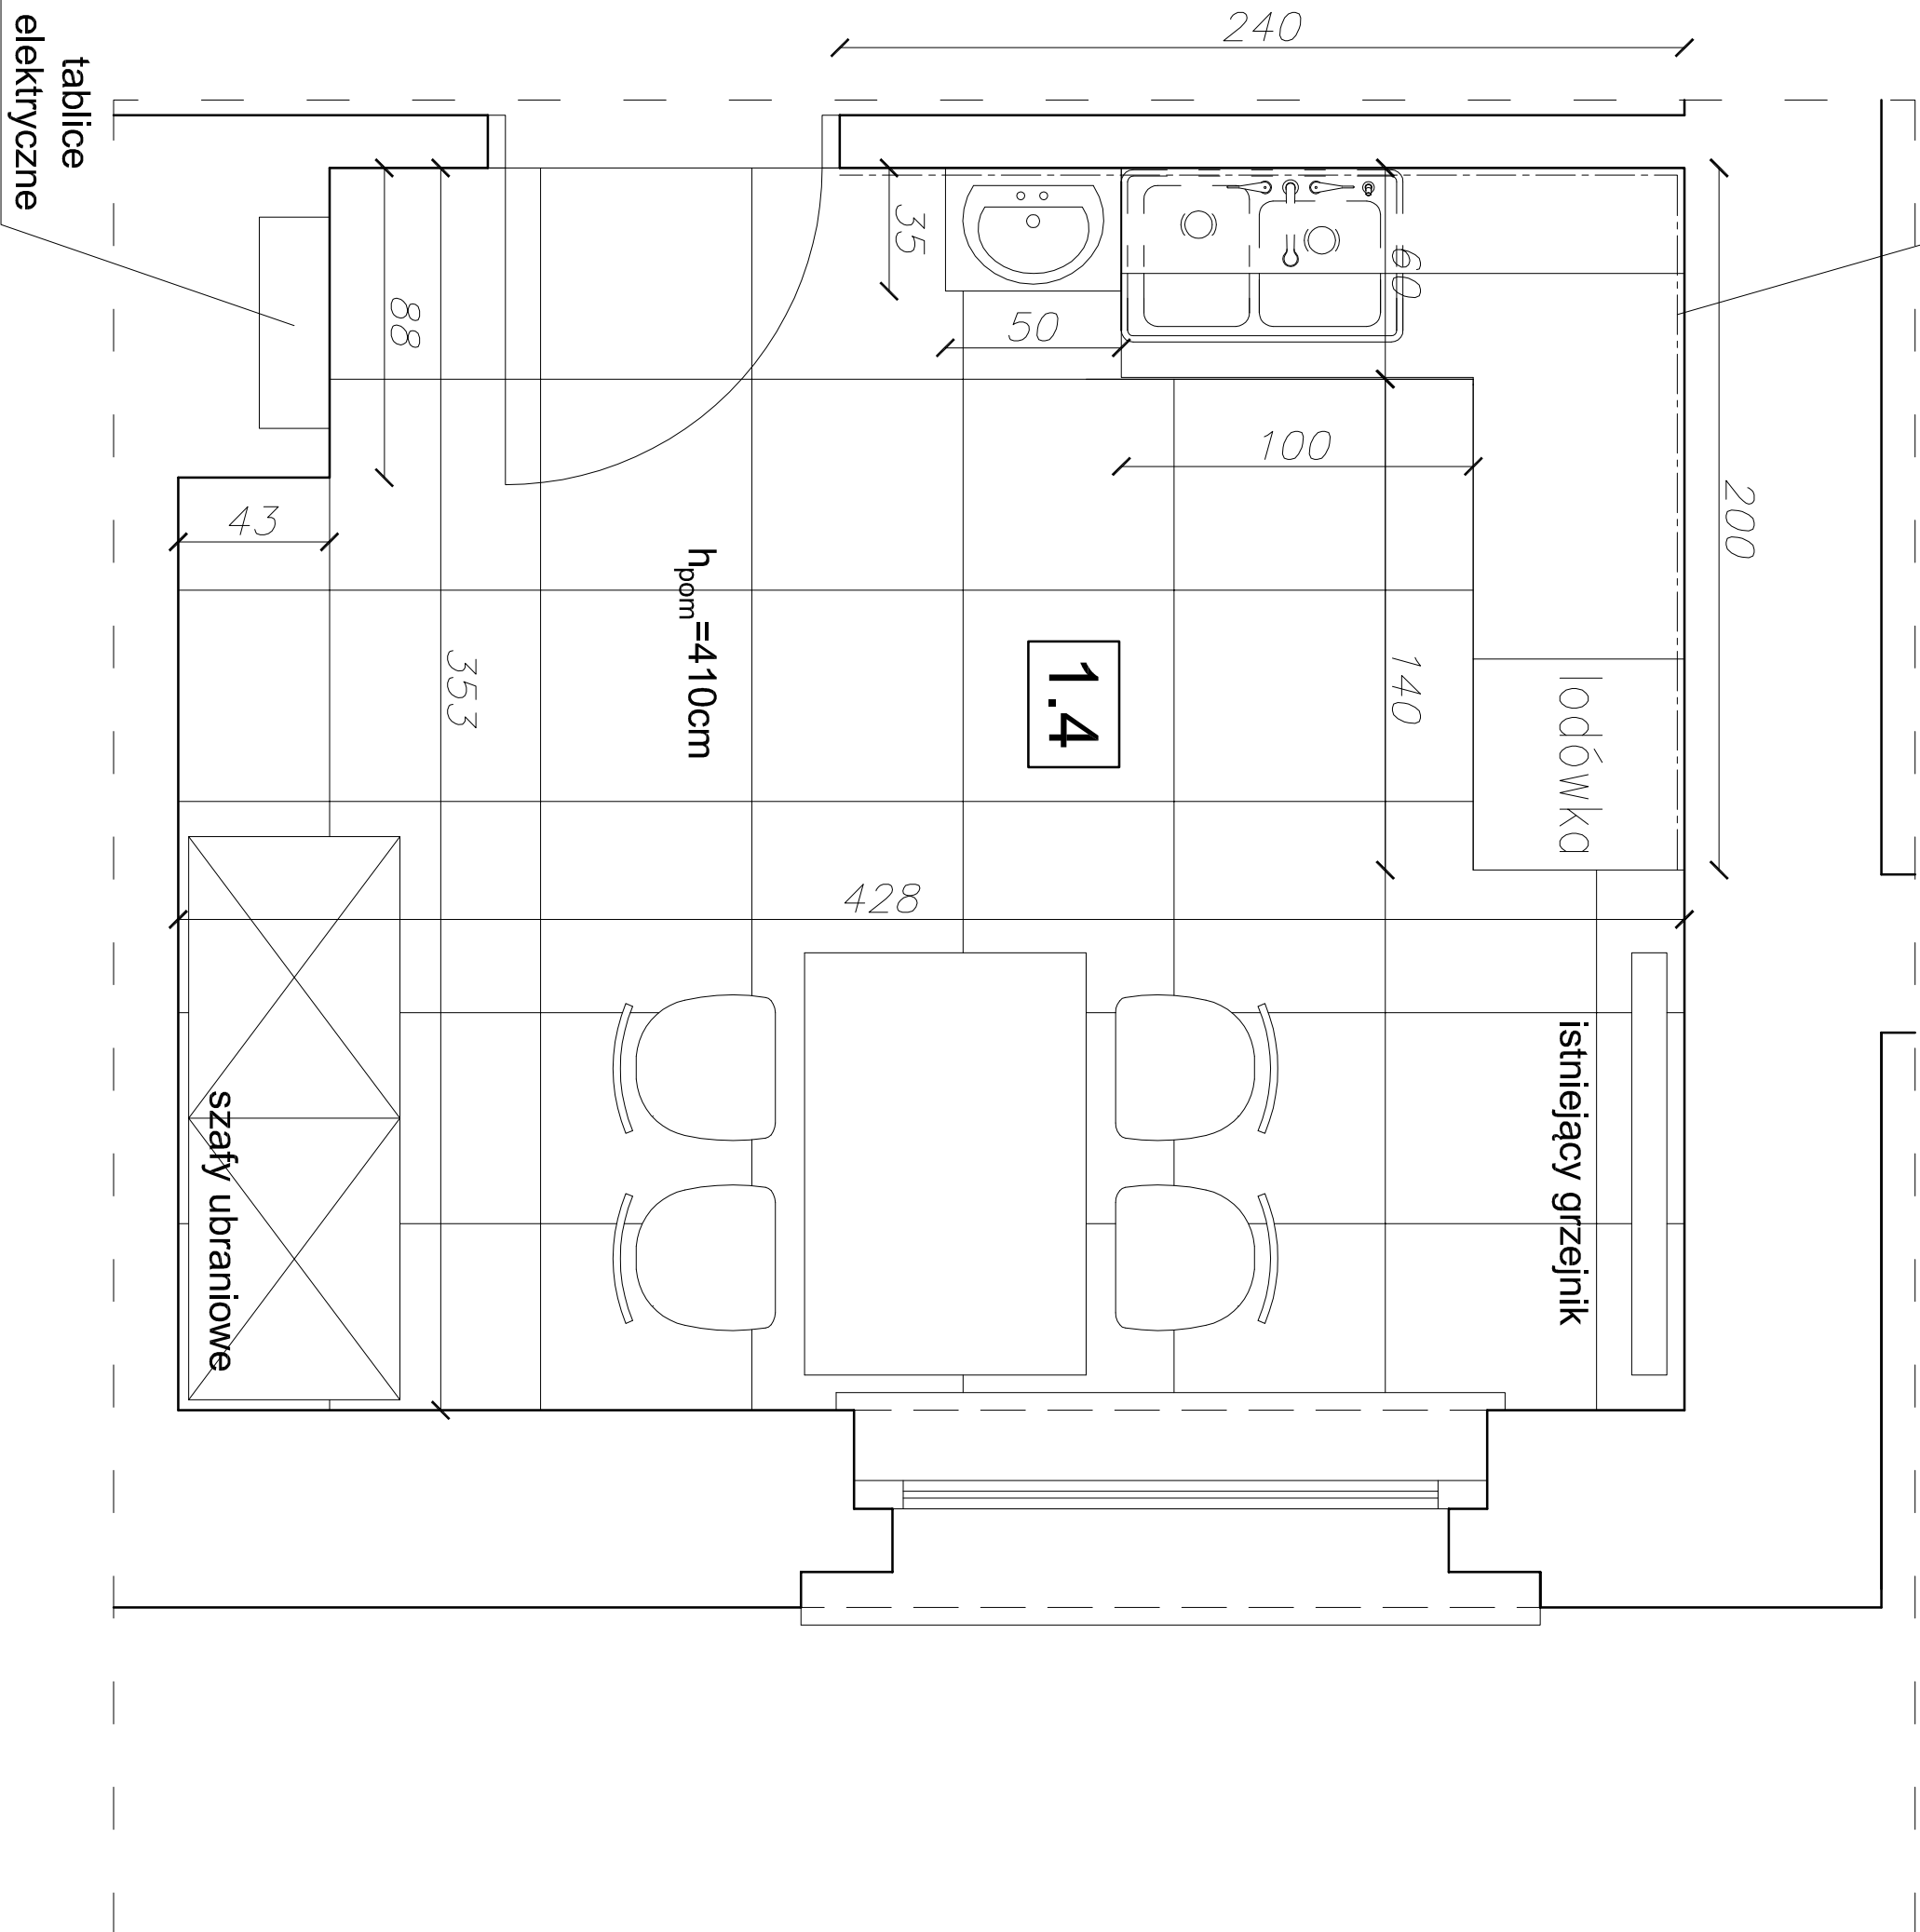 240
tablice
elektryczne
35
60
88
50
100
43
200
h pom=410cm
1.4
140
353
lodówka
428
istniejący grzejnik
szafy ubraniowe